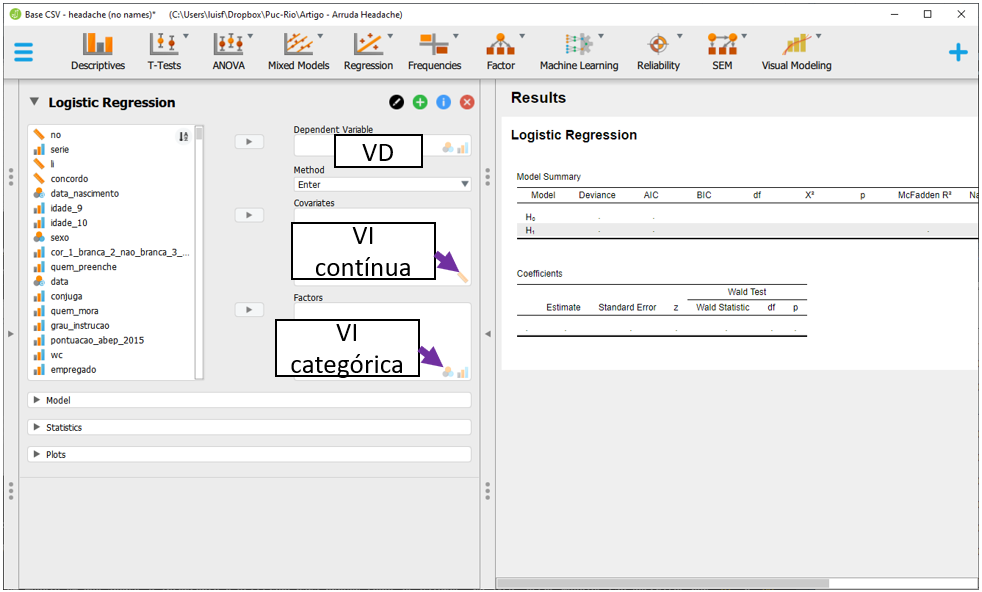 Base CSV - headache (no names)* (C:\Users\luisf\Dropbox\Puc-Rio\Artigo - Arruda Headache)
Descriptives T-Tests ANOVA Mixed Models Regression Frequencies Factor Machine Learning Reliability SEM Visual Modeling
Logistic Regression
no
serie
li
concordo
data_nascimento
idade_9
idade_10
sexo
cor_1_branca_2_nao_branca_3_...
quem_preenche
data
conjuga
quem_mora
grau_instrucao
pontuacao_abep_2015
wc
empregado
Dependent Variable
VD
Method
Enter
Covariates
VI
contínua
Factors
VI
categórica
Model
Statistics
Plots
Results
Logistic Regression
Model Summary
Model Deviance AIC BIC df X² p McFadden R² Na
H₀ . .
H₁ . . .
Coefficients
Wald Test
Estimate Standard Error z Wald Statistic df p
. . . . . . .